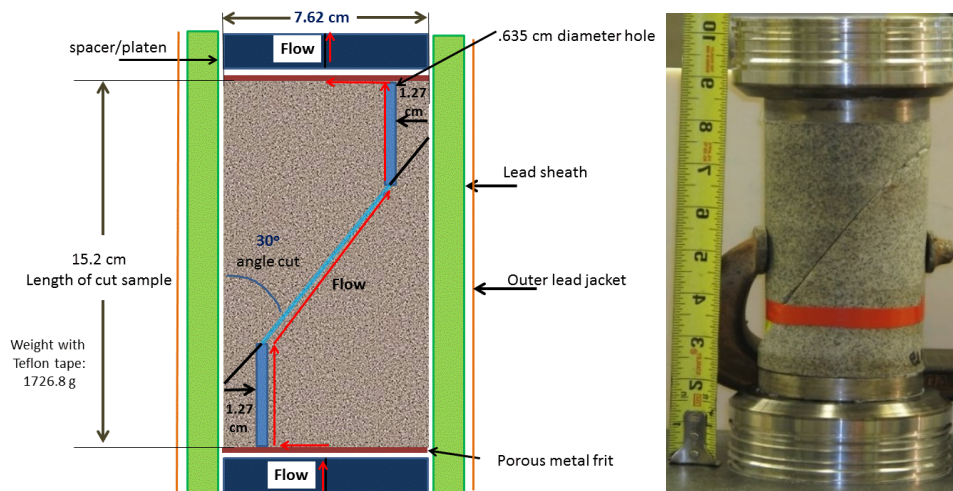 7.62 cm
spacer/platen
Flow
.635 cm diameter hole
1.27
cm
Lead sheath
30°
angle cut
15.2 cm
Length of cut sample
Flow
Outer lead jacket
Weight with
Teflon tape:
1726.8 g
1.27
cm
Porous metal frit
Flow
10
9
8
7
6
5
4
3
2